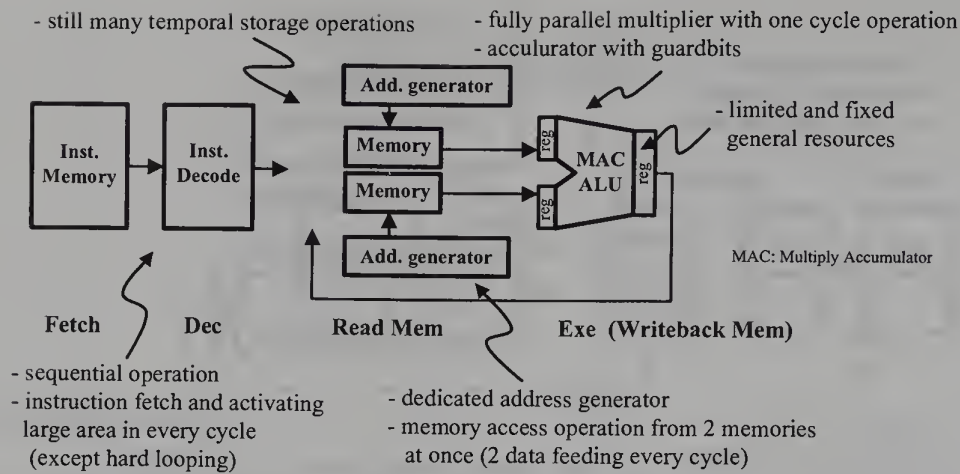 - still many temporal storage operations
- fully parallel multiplier with one cycle operation
- acculurator with guardbits
Add. generator
- limited and fixed
general resources
Inst.
Memory
Inst.
Decode
Memory
Memory
reg
reg
MAC
ALU
reg
Add. generator
MAC: Multiply Accumulator
Fetch
Dec
Read Mem
Exe (Writeback Mem)
- sequential operation
- instruction fetch and activating
large area in every cycle
(except hard looping)
- dedicated address generator
- memory access operation from 2 memories
at once (2 data feeding every cycle)